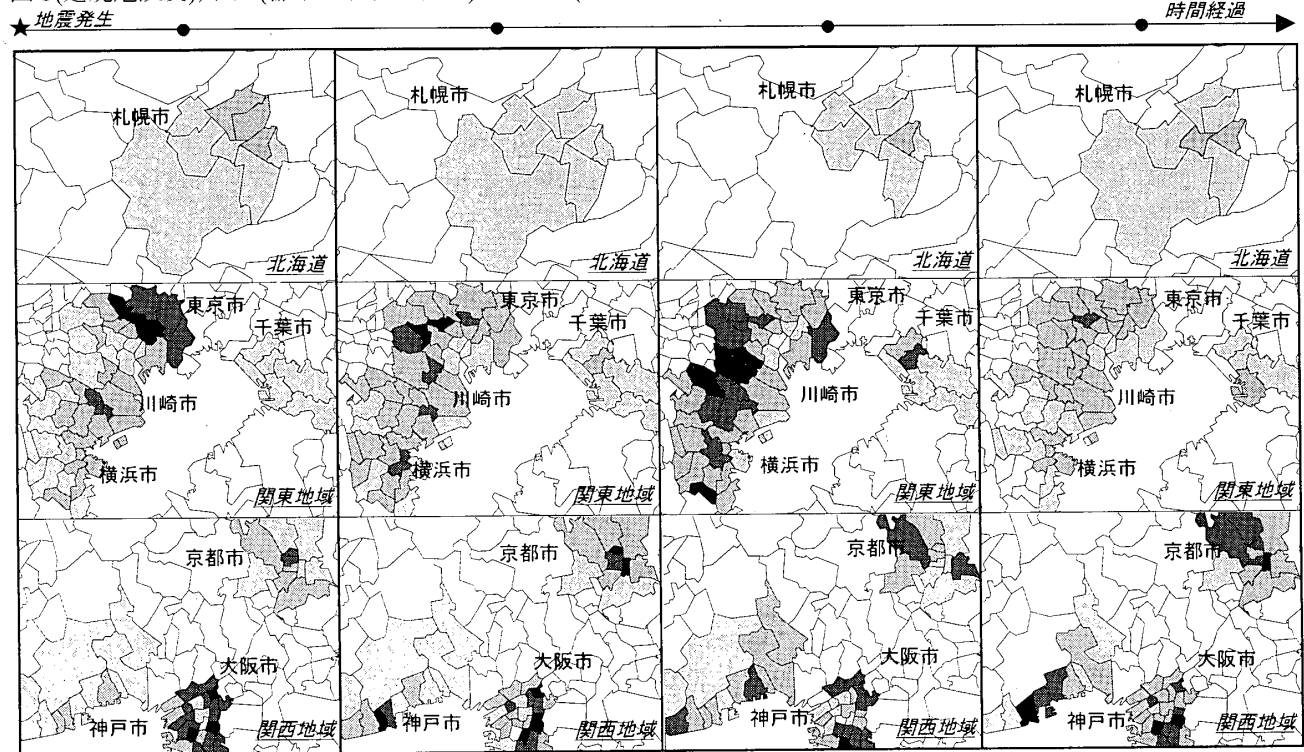 地震発生
時間経過
札幌市
札幌市
札幌市
札幌市
北海道
北海道
北海道
北海道
東京市
千葉市
川崎市
横浜市
関東地域
東京市
千葉市
川崎市
横浜市
関東地域
東京市
千葉市
川崎市
横浜市
関東地域
東京市
千葉市
川崎市
横浜市
関東地域
京都市
大阪市
神戸市
関西地域
京都市
大阪市
神戸市
関西地域
京都市
大阪市
神戸市
関西地域
京都市
大阪市
神戸市
関西地域